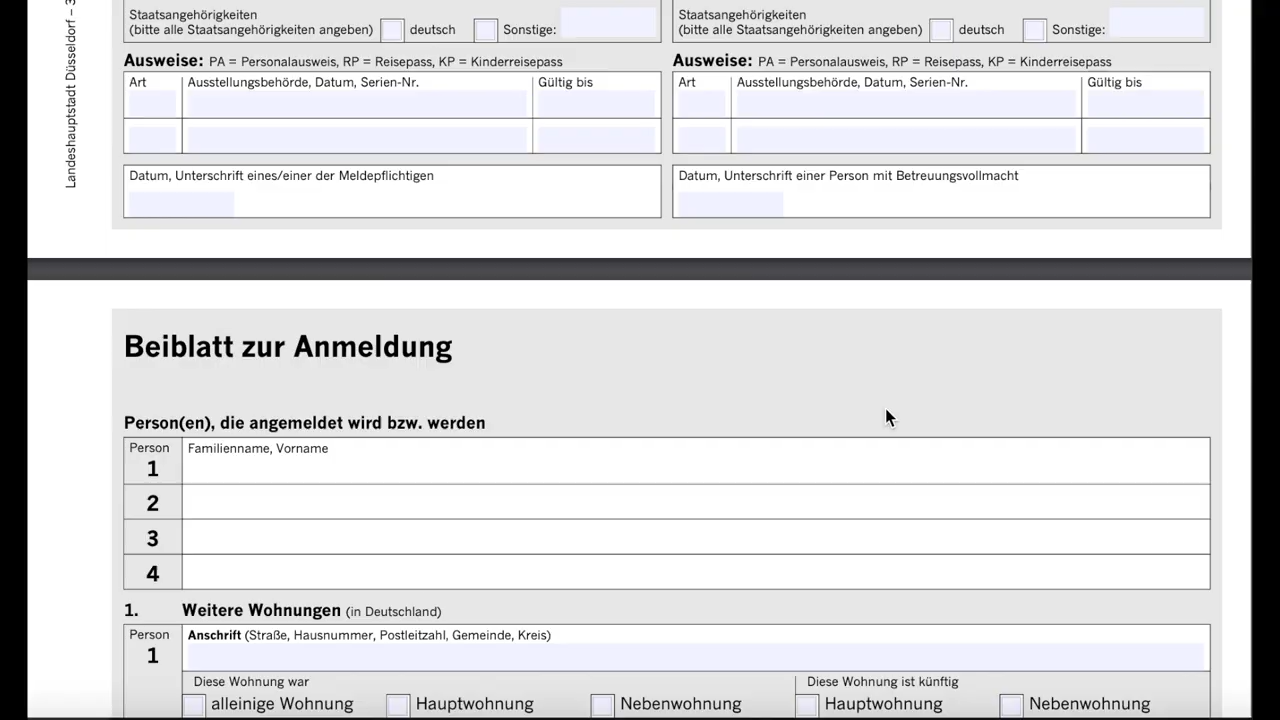 Landeshauptstadt Düsseldorf – 3
Staatsangehörigkeiten
(bitte alle Staatsangehörigkeiten angeben) deutsch Sonstige:
Staatsangehörigkeiten
(bitte alle Staatsangehörigkeiten angeben) deutsch Sonstige:
Ausweise: PA = Personalausweis, RP = Reisepass, KP = Kinderreisepass
Ausweise: PA = Personalausweis, RP = Reisepass, KP = Kinderreisepass
Art Ausstellungsbehörde, Datum, Serien-Nr. Gültig bis
Art Ausstellungsbehörde, Datum, Serien-Nr. Gültig bis
Datum, Unterschrift eines/einer der Meldepflichtigen
Datum, Unterschrift einer Person mit Betreuungsvollmacht
Beiblatt zur Anmeldung
Person(en), die angemeldet wird bzw. werden
Person Familienname, Vorname
1
2
3
4
1. Weitere Wohnungen (in Deutschland)
Person Anschrift (Straße, Hausnummer, Postleitzahl, Gemeinde, Kreis)
1
Diese Wohnung war Diese Wohnung ist künftig
alleinige Wohnung Hauptwohnung Nebenwohnung Hauptwohnung Nebenwohnung